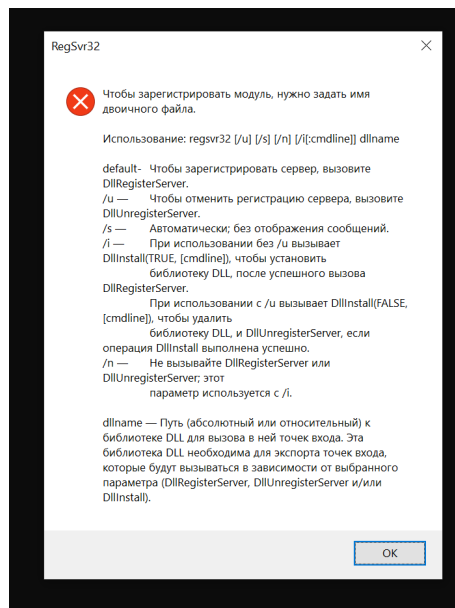 RegSvr32
Чтобы зарегистрировать модуль, нужно задать имя
двоичного файла.
Использование: regsvr32 [/u] [/s] [/n] [/i[:cmdline]] dllname
default- Чтобы зарегистрировать сервер, вызовите
DllRegisterServer.
/u — Чтобы отменить регистрацию сервера, вызовите
DllUnregisterServer.
/s — Автоматически; без отображения сообщений.
/i — При использовании без /u вызывает
DllInstall(TRUE, [cmdline]), чтобы установить
библиотеку DLL, после успешного вызова
DllRegisterServer.
При использовании с /u вызывает DllInstall(FALSE,
[cmdline]), чтобы удалить
библиотеку DLL, и DllUnregisterServer, если
операция DllInstall выполнена успешно.
/n — Не вызывайте DllRegisterServer или
DllUnregisterServer; этот
параметр используется с /i.
dllname — Путь (абсолютный или относительный) к
библиотеке DLL для вызова в ней точек входа. Эта
библиотека DLL необходима для экспорта точек входа,
которые будут вызываться в зависимости от выбранного
параметра (DllRegisterServer, DllUnregisterServer и/или
DllInstall).
OK